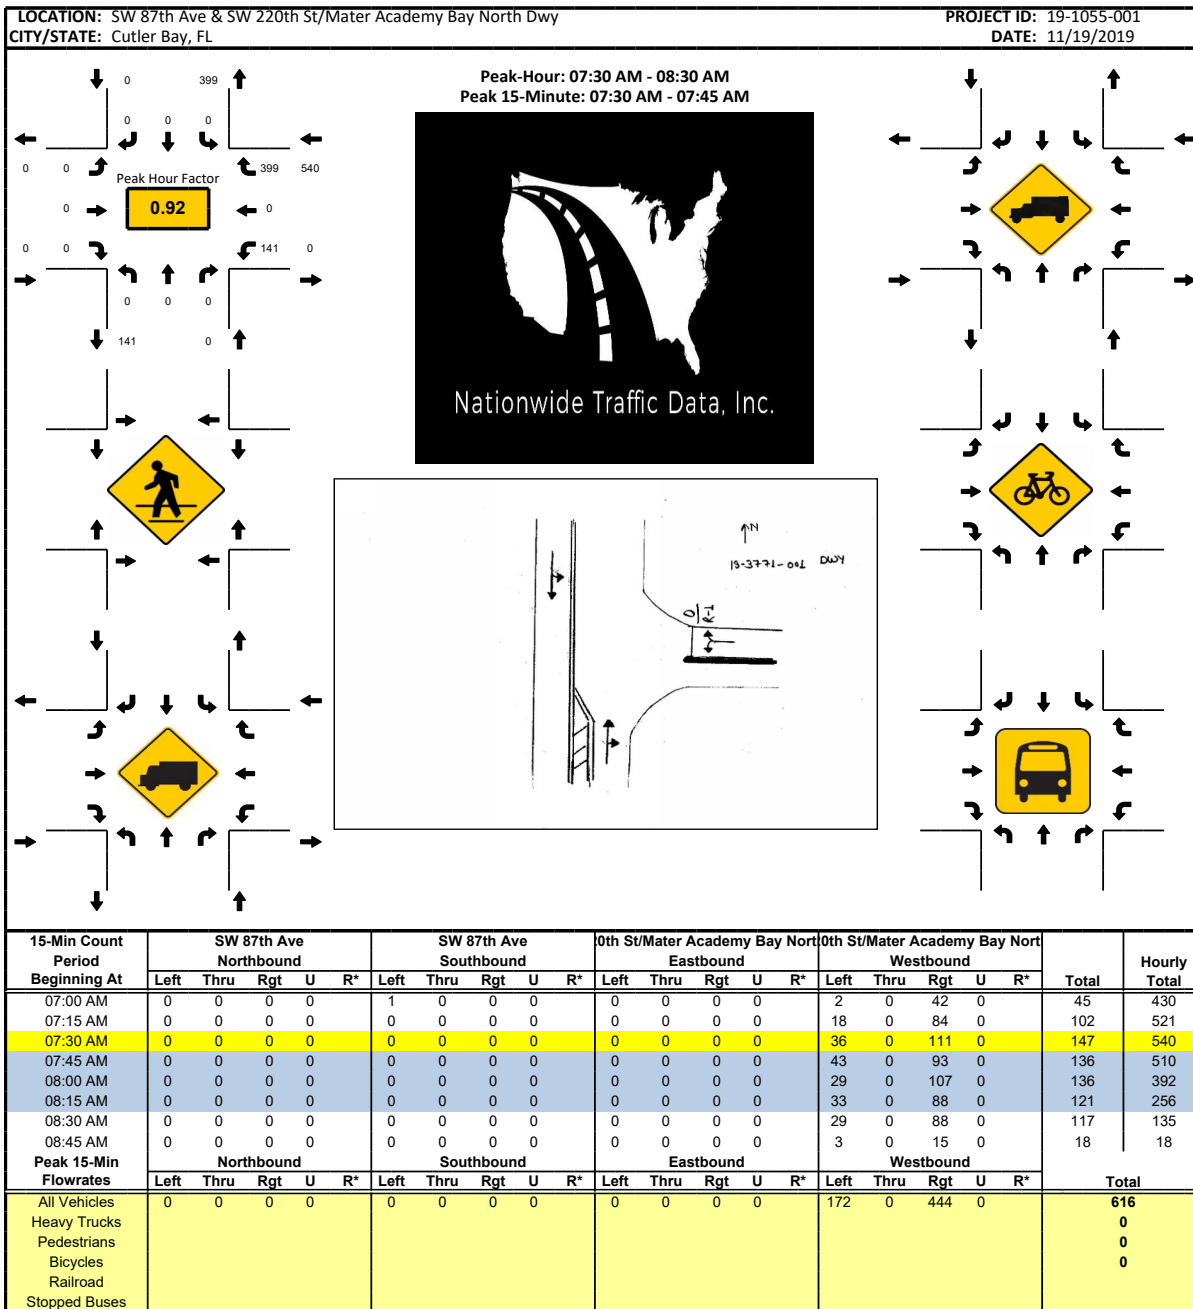 LOCATION: SW 87th Ave & SW 220th St/Mater Academy Bay North Dwy PROJECT ID: 19-1055-001
CITY/STATE: Cutler Bay, FL DATE: 11/19/2019
Peak-Hour: 07:30 AM - 08:30 AM
Peak 15-Minute: 07:30 AM - 07:45 AM
0 399
0 0 0
0 0 399 540
Peak Hour Factor
0 0.92 0
0 0 141 0
0 0 0
141 0
Nationwide Traffic Data, Inc.
N
13-3771-001 DWY
R-1
15-Min Count SW 87th Ave SW 87th Ave 0th St/Mater Academy Bay Nort 0th St/Mater Academy Bay Nort
Period Northbound Southbound Eastbound Westbound Hourly
Beginning At Left Thru Rgt U R* Left Thru Rgt U R* Left Thru Rgt U R* Left Thru Rgt U R* Total Total
07:00 AM 0 0 0 0 1 0 0 0 0 0 0 0 2 0 42 0 45 430
07:15 AM 0 0 0 0 0 0 0 0 0 0 0 0 18 0 84 0 102 521
07:30 AM 0 0 0 0 0 0 0 0 0 0 0 0 36 0 111 0 147 540
07:45 AM 0 0 0 0 0 0 0 0 0 0 0 0 43 0 93 0 136 510
08:00 AM 0 0 0 0 0 0 0 0 0 0 0 0 29 0 107 0 136 392
08:15 AM 0 0 0 0 0 0 0 0 0 0 0 0 33 0 88 0 121 256
08:30 AM 0 0 0 0 0 0 0 0 0 0 0 0 29 0 88 0 117 135
08:45 AM 0 0 0 0 0 0 0 0 0 0 0 0 3 0 15 0 18 18
Peak 15-Min Northbound Southbound Eastbound Westbound
Flowrates Left Thru Rgt U R* Left Thru Rgt U R* Left Thru Rgt U R* Left Thru Rgt U R* Total
All Vehicles 0 0 0 0 0 0 0 0 0 0 0 0 172 0 444 0 616
Heavy Trucks 0
Pedestrians 0
Bicycles 0
Railroad
Stopped Buses